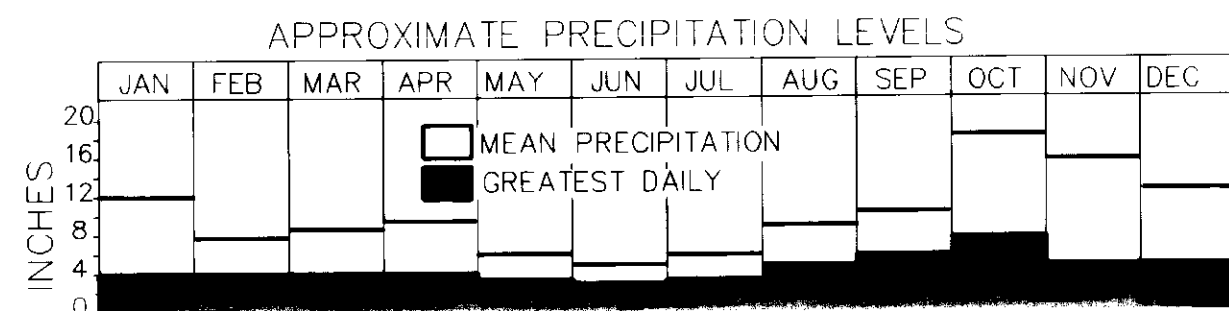 APPROXIMATE PRECIPITATION LEVELS
JAN FEB MAR APR MAY JUN JUL AUG SEP OCT NOV DEC
20
16
12
8
4
0
INCHES
MEAN PRECIPITATION
GREATEST DAILY